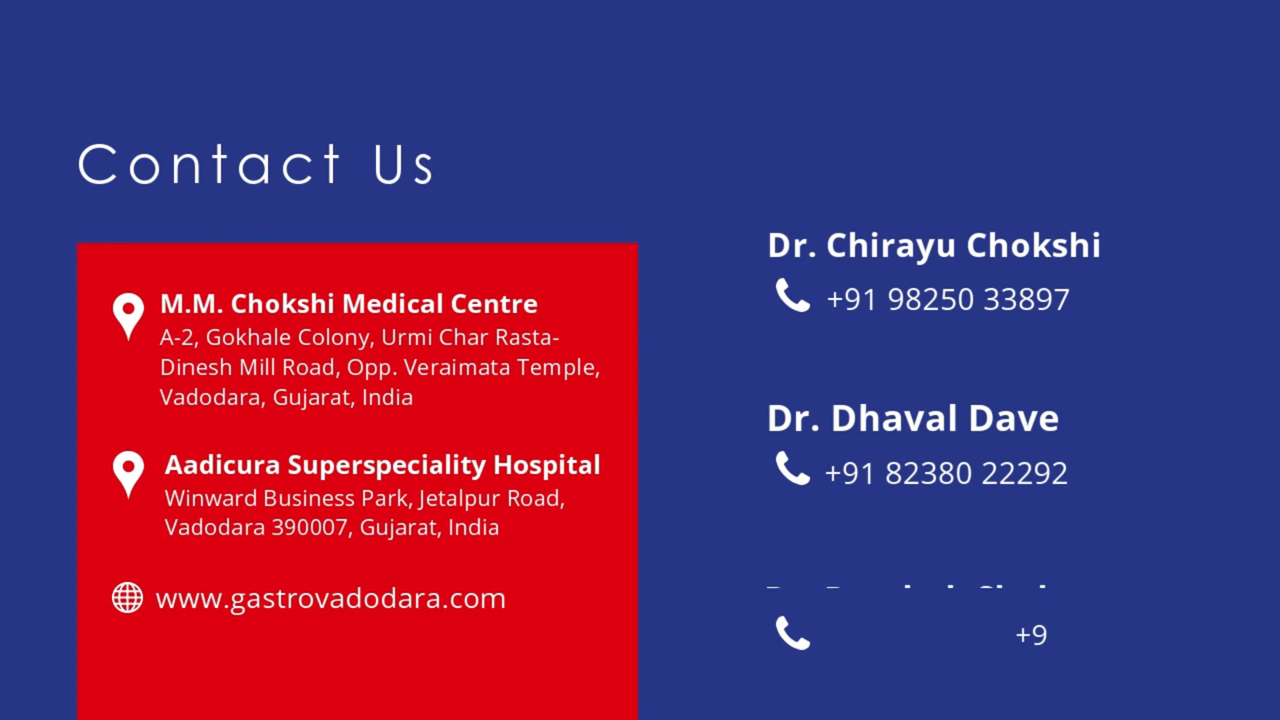 Contact Us
M.M. Chokshi Medical Centre
A-2, Gokhale Colony, Urmi Char Rasta-
Dinesh Mill Road, Opp. Veraimata Temple,
Vadodara, Gujarat, India
Aadicura Superspeciality Hospital
Winward Business Park, Jetalpur Road,
Vadodara 390007, Gujarat, India
www.gastrovadodara.com
Dr. Chirayu Chokshi
+91 98250 33897
Dr. Dhaval Dave
+91 82380 22292
+9